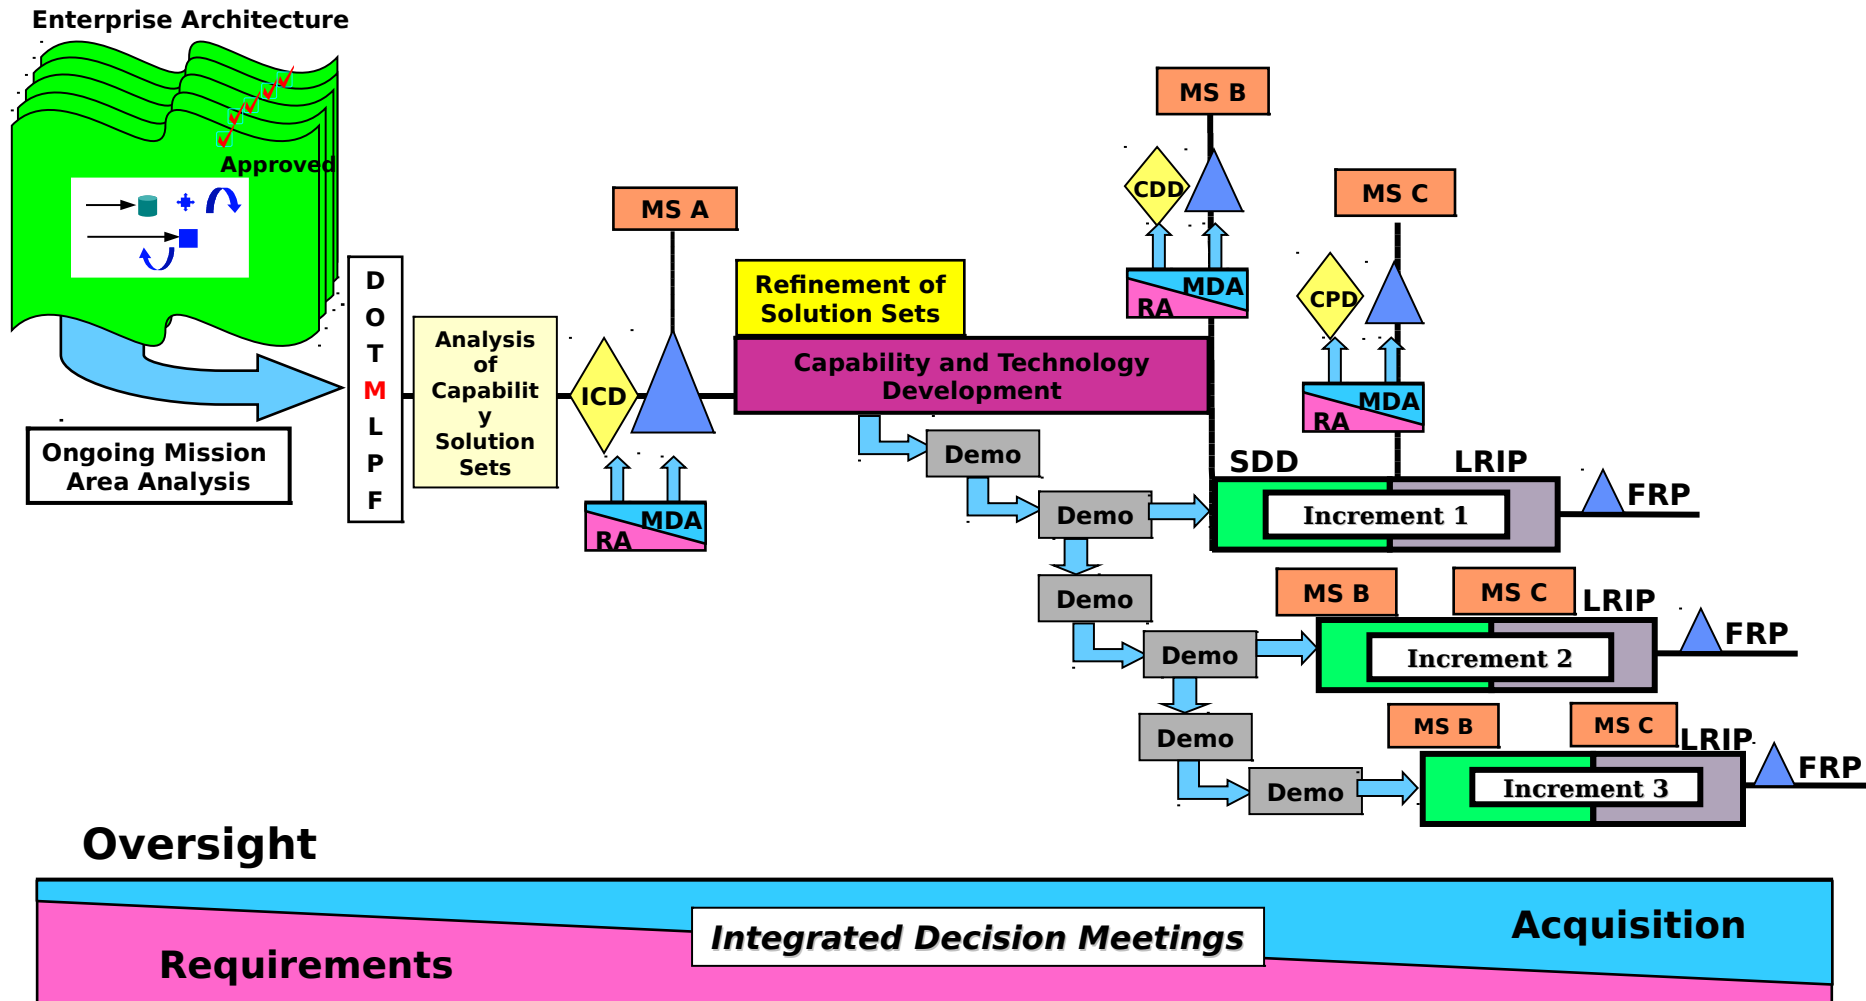 Enterprise Architecture
Approved
D
O
T
M
L
P
F
Ongoing Mission
Area Analysis
Analysis
of
Capabilit
y
Solution
Sets
ICD
MS A
RA
MDA
Refinement of
Solution Sets
Capability and Technology
Development
MS B
CDD
MDA
RA
MS C
CPD
MDA
RA
Demo
Demo
Demo
Demo
Demo
Demo
SDD
LRIP
Increment 1
FRP
MS B
MS C
LRIP
Increment 2
FRP
MS B
MS C
LRIP
Increment 3
FRP
Oversight
Requirements
Integrated Decision Meetings
Acquisition